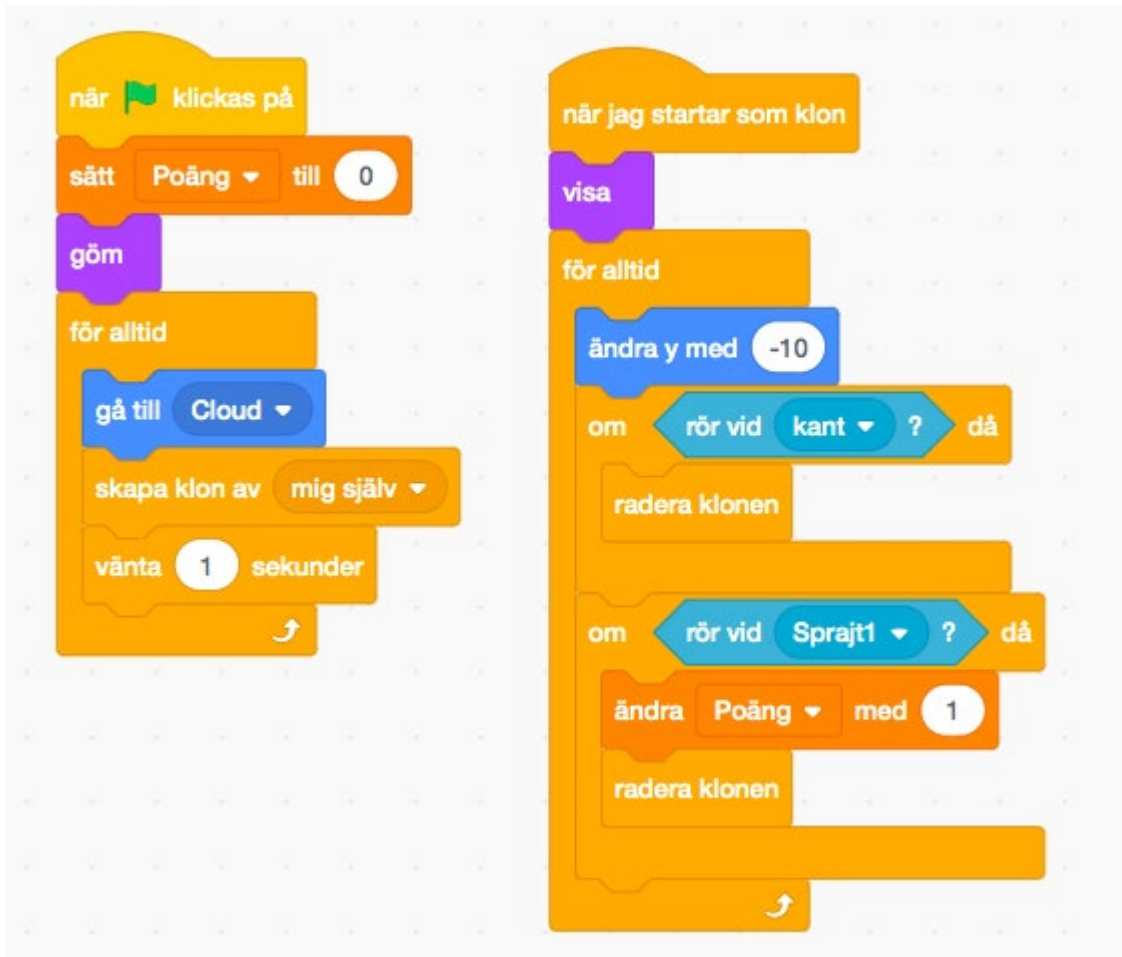 när klickas på
sätt Poäng till 0
göm
för alltid
gå till Cloud
skapa klon av mig själv
vänta 1 sekunder
när jag startar som klon
visa
för alltid
ändra y med -10
om rör vid kant ? då
radera klonen
om rör vid Sprajt1 ? då
ändra Poäng med 1
radera klonen